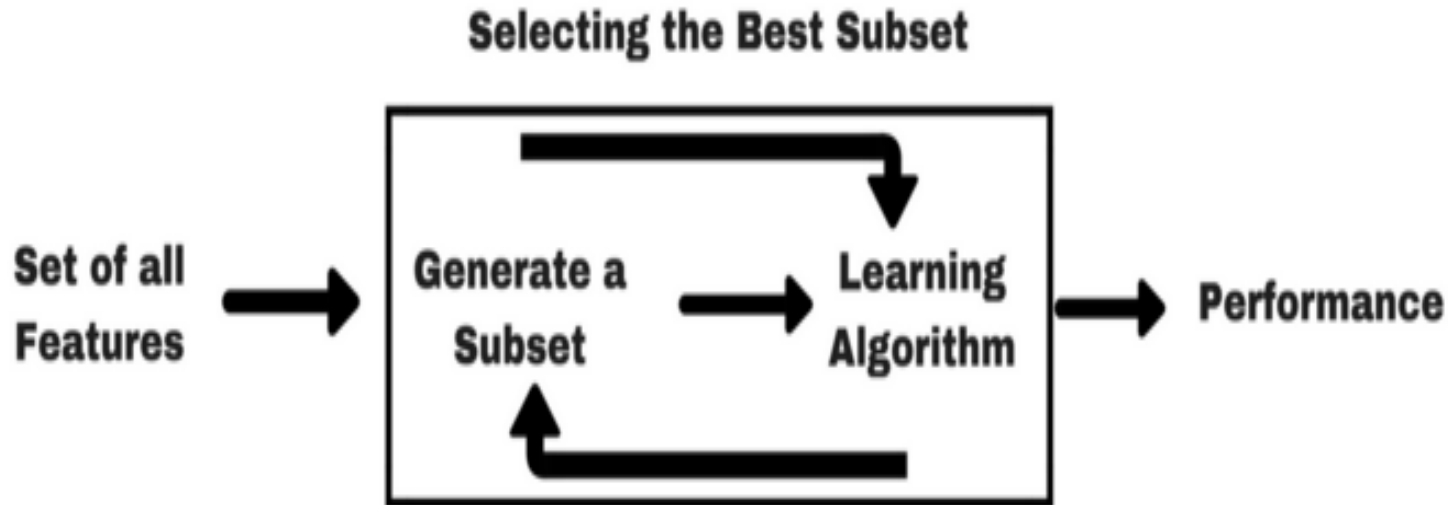 Selecting the Best Subset
Set of all
Features
Generate a
Subset
Learning
Algorithm
Performance